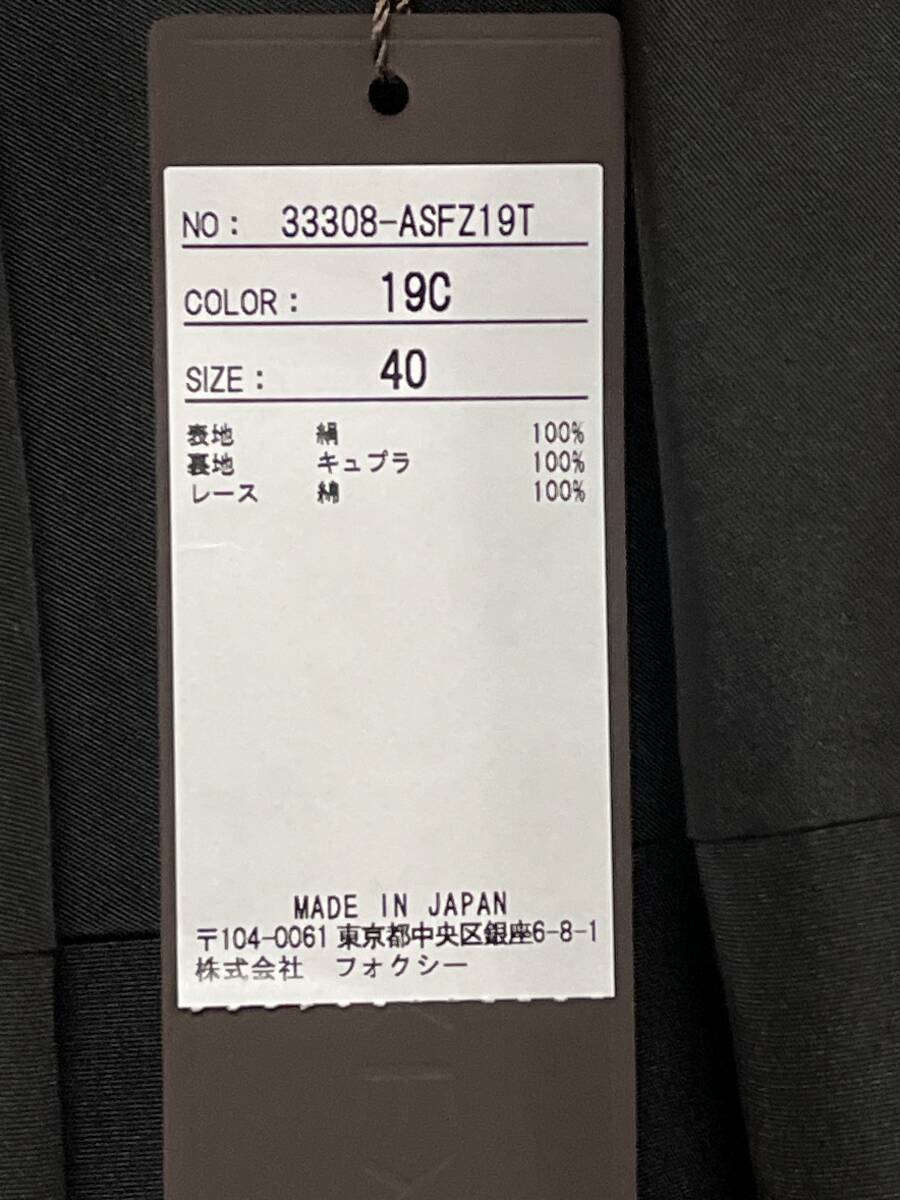 NO: 33308-ASFZ19T
COLOR: 19C
SIZE: 40
表地 絹 100%
裏地 キュプラ 100%
レース 綿 100%
MADE IN JAPAN
〒104-0061 東京都中央区銀座6-8-1
株式会社 フォクシー